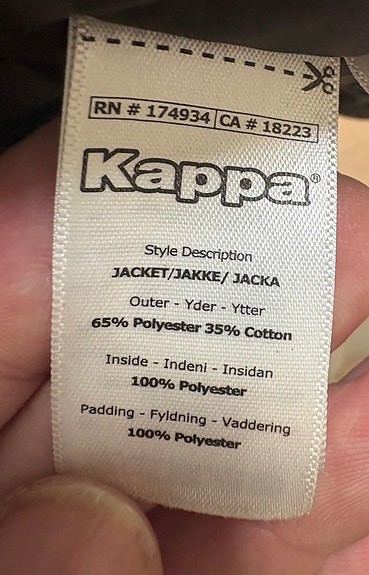 RN # 174934 CA # 18223
Kappa®
Style Description
JACKET/JAKKE/ JACKA
Outer - Yder - Ytter
65% Polyester 35% Cotton
Inside - Indeni - Insidan
100% Polyester
Padding - Fyldning - Vaddering
100% Polyester